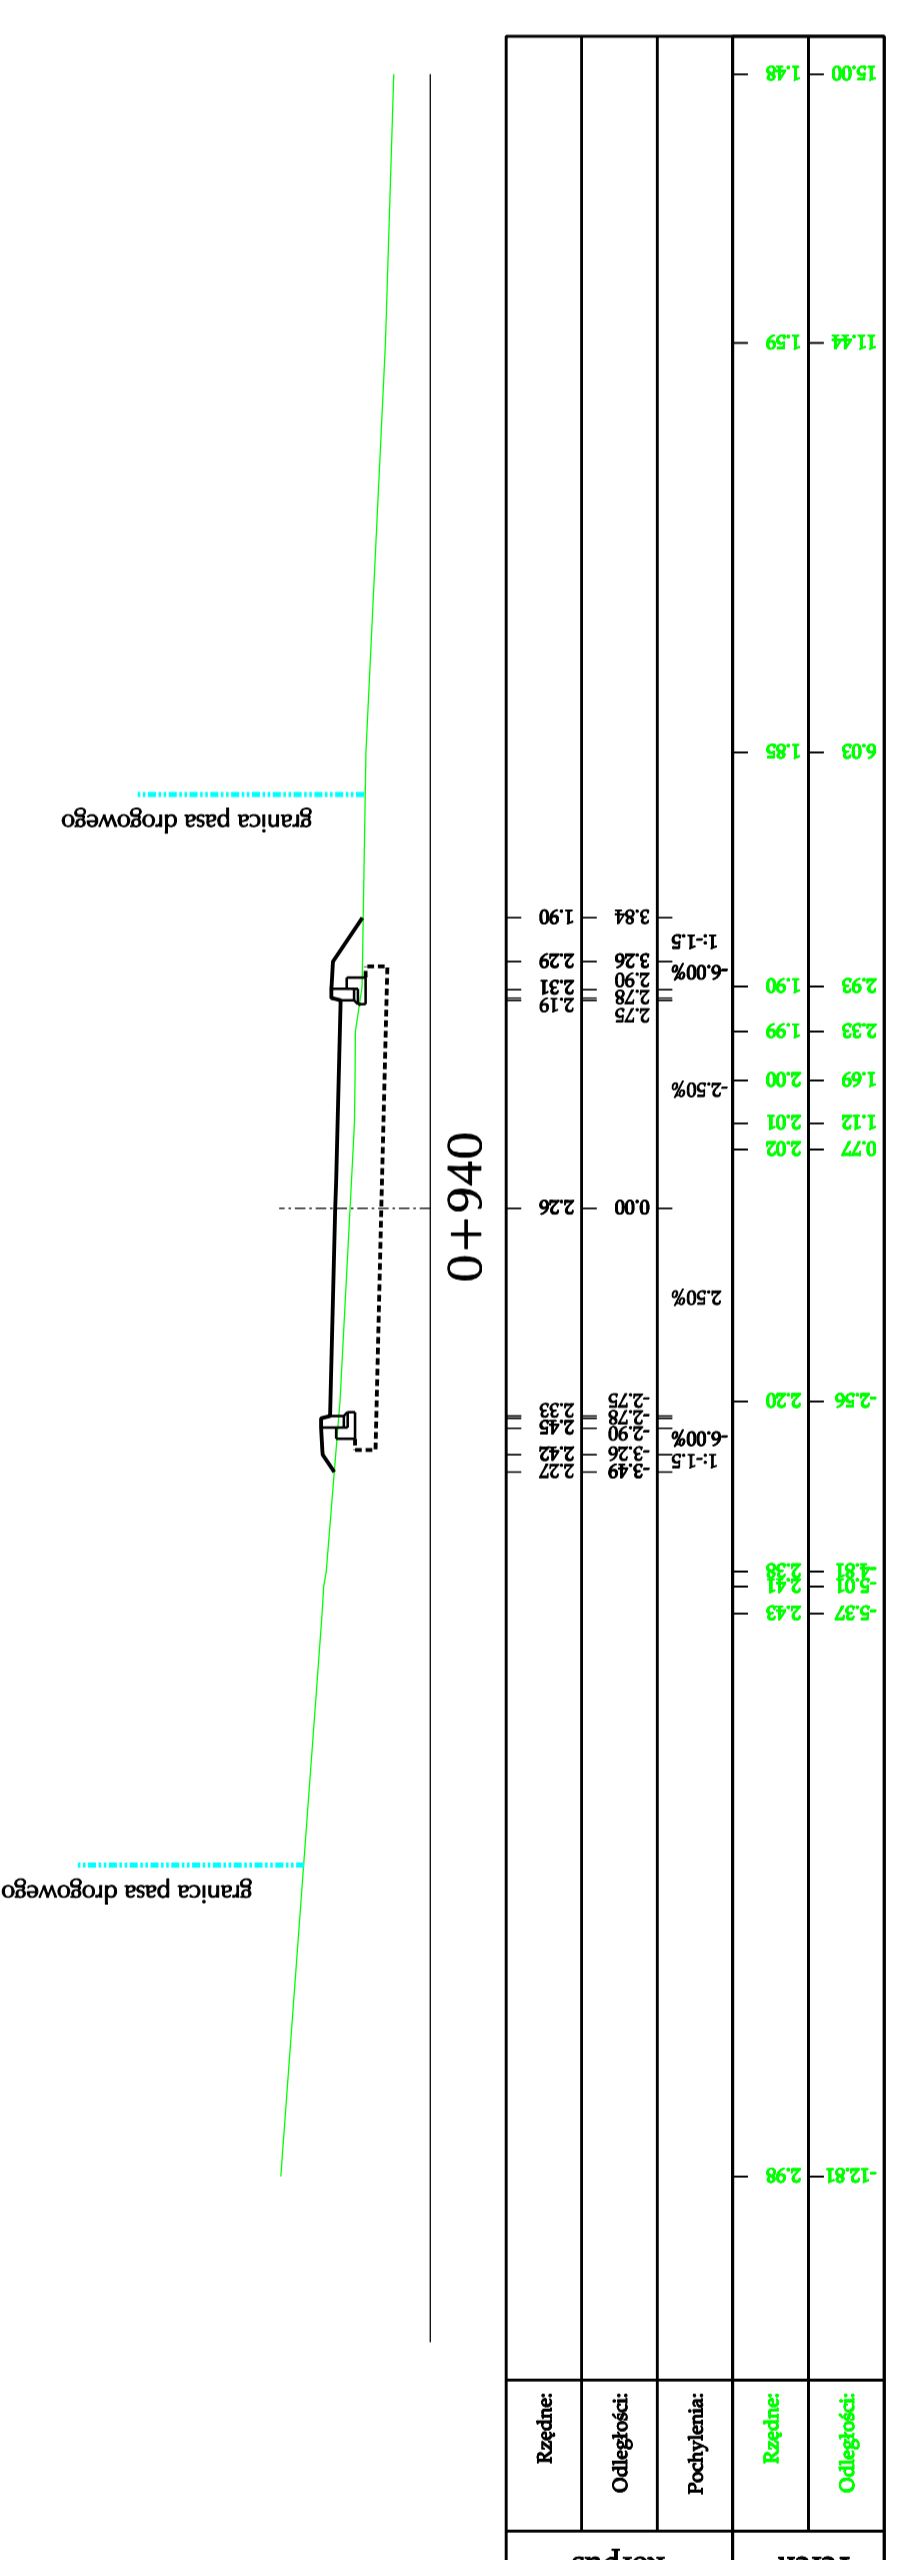 granica pasa drogowego
granica pasa drogowego
0+940
Rzędne: 2.27 2.42 2.45 2.33 2.26 2.19 2.31 2.29 1.90
Odległości: -3.49 -3.26 -2.90 -2.78 -2.75 0.00 2.75 2.78 2.90 3.26 3.84
Pochylenia: 1:-1.5 -6.00% 2.50% -2.50% -6.00% 1:-1.5
Rzędne: 2.98 2.43 2.41 2.38 2.20 2.02 2.01 2.00 1.99 1.90 1.85 1.59 1.48
Odległości: -12.81 -5.37 -5.01 -4.81 -2.56 0.77 1.12 1.69 2.33 2.93 6.03 11.44 15.00